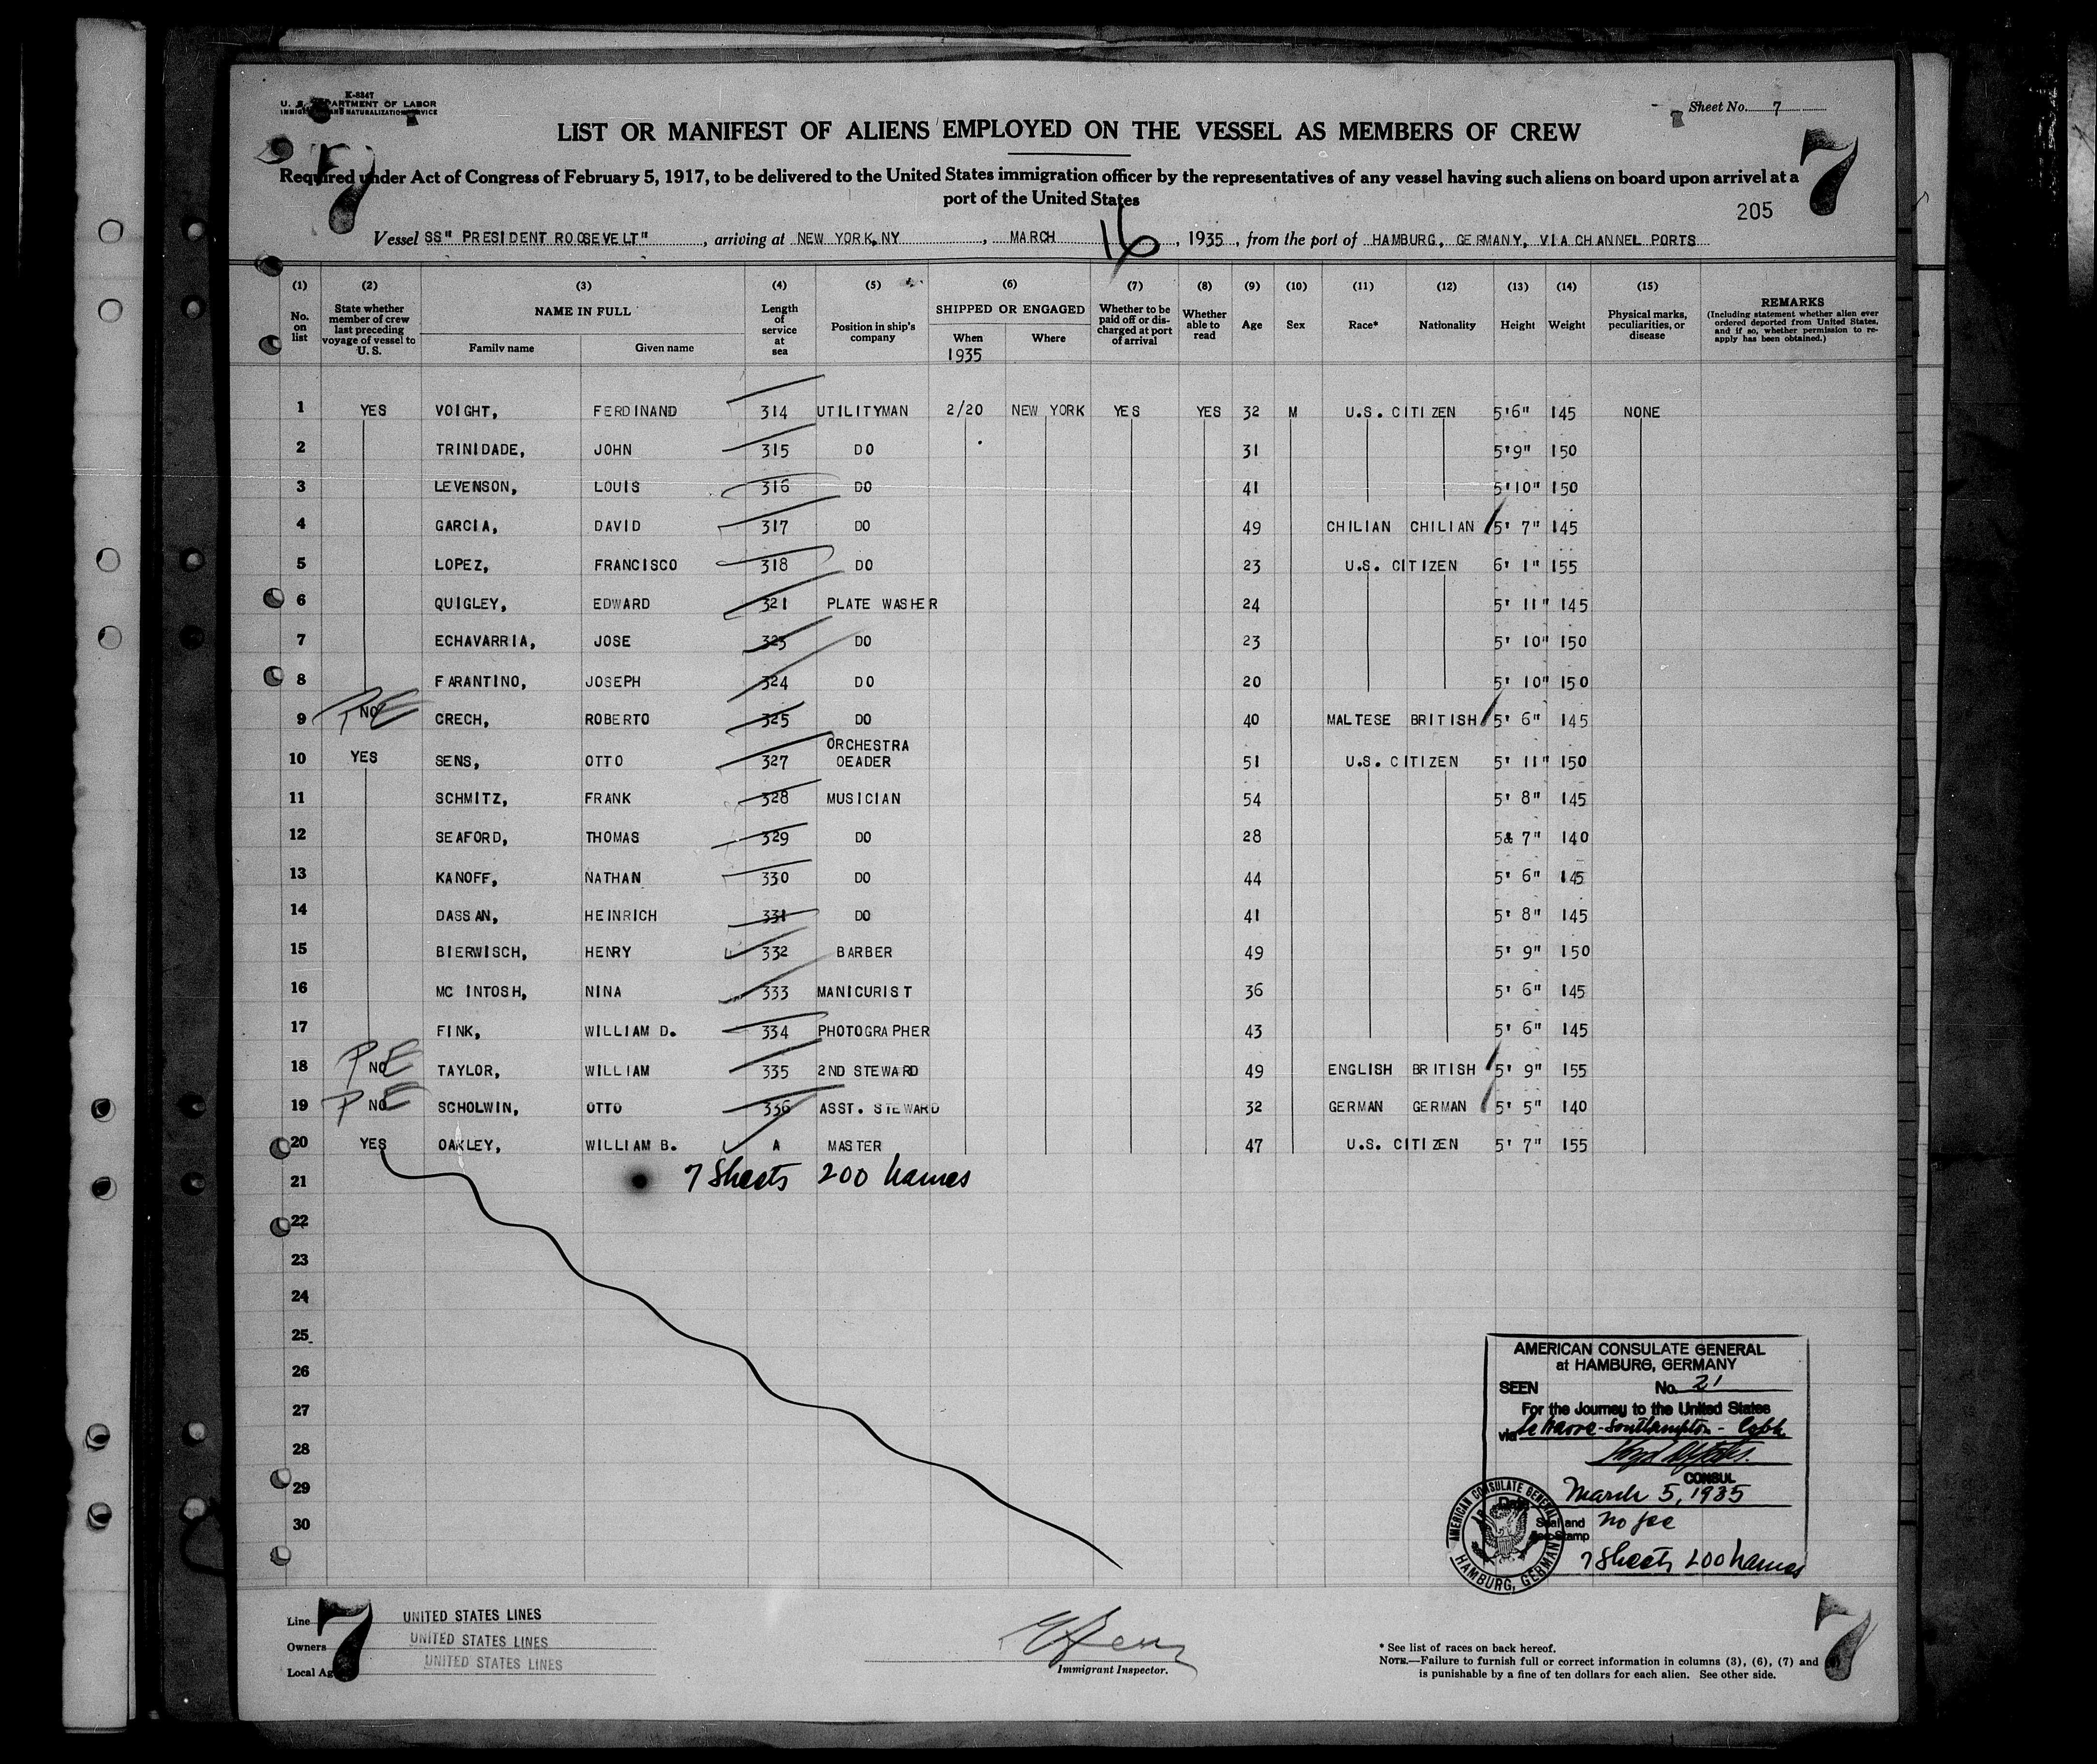 K-8347
U. S. DEPARTMENT OF LABOR
IMMIGRATION AND NATURALIZATION SERVICE
Sheet No. 7
LIST OR MANIFEST OF ALIENS EMPLOYED ON THE VESSEL AS MEMBERS OF CREW
7 7
Required under Act of Congress of February 5, 1917, to be delivered to the United States immigration officer by the representatives of any vessel having such aliens on board upon arrival at a
port of the United States
205
Vessel SS" PRESIDENT ROOSEVELT", arriving at NEW YORK, NY, MARCH 16, 1935, from the port of HAMBURG, GERMANY, VIA CHANNEL PORTS
(1) (2) (3) (4) (5) (6) (7) (8) (9) (10) (11) (12) (13) (14) (15)
No. on list
State whether member of crew last preceding voyage of vessel to U. S.
NAME IN FULL
Family name Given name
Length of service at sea
Position in ship's company
SHIPPED OR ENGAGED
When Where
1935
Whether to be paid off or discharged at port of arrival
Whether able to read
Age Sex Race* Nationality Height Weight
Physical marks, peculiarities, or disease
REMARKS
(Including statement whether alien ever ordered deported from United States, and if so, whether permission to re-apply has been obtained.)
1 YES VOIGHT, FERDINAND 314 UTILITYMAN 2/20 NEW YORK YES YES 32 M U.S. CITIZEN 5'6" 145 NONE
2 TRINIDADE, JOHN 315 DO 31 5'9" 150
3 LEVENSON, LOUIS 316 DO 41 5'10" 150
4 GARCIA, DAVID 317 DO 49 CHILIAN CHILIAN 5' 7" 145
5 LOPEZ, FRANCISCO 318 DO 23 U.S. CITIZEN 6' 1" 155
6 QUIGLEY, EDWARD 321 PLATE WASHER 24 5' 11" 145
7 ECHAVARRIA, JOSE 323 DO 23 5' 10" 150
8 FARANTINO, JOSEPH 324 DO 20 5' 10" 150
9 PE NO CRECH, ROBERTO 325 DO 40 MALTESE BRITISH 5' 6" 145
10 YES SENS, OTTO 327 ORCHESTRA OEADER 51 U.S. CITIZEN 5' 11" 150
11 SCHMITZ, FRANK 328 MUSICIAN 54 5' 8" 145
12 SEAFORD, THOMAS 329 DO 28 5& 7" 140
13 KANOFF, NATHAN 330 DO 44 5' 6" 145
14 DASSAN, HEINRICH 331 DO 41 5' 8" 145
15 BIERWISCH, HENRY 332 BARBER 49 5' 9" 150
16 MC INTOSH, NINA 333 MANICURIST 36 5' 6" 145
17 FINK, WILLIAM D. 334 PHOTOGRAPHER 43 5' 6" 145
18 PE NO TAYLOR, WILLIAM 335 2ND STEWARD 49 ENGLISH BRITISH 5' 9" 155
19 PE NO SCHOLWIN, OTTO 336 ASST. STEWARD 32 GERMAN GERMAN 5' 5" 140
20 YES OAKLEY, WILLIAM B. A MASTER 47 U.S. CITIZEN 5' 7" 155
21 7 Sheets 200 names
22
23
24
25
26
27
28
29
30
AMERICAN CONSULATE GENERAL
at HAMBURG, GERMANY
SEEN No. 21
For the Journey to the United States
via Le Havre-Southampton-Cobh
CONSUL
Date March 5, 1935
Seal and Fee Stamp no fee
7 Sheets 200 names
AMERICAN CONSULATE GENERAL
HAMBURG, GERMANY
Line UNITED STATES LINES
Owners UNITED STATES LINES
Local Ag UNITED STATES LINES
7 7
Immigrant Inspector.
* See list of races on back hereof.
NOTE.—Failure to furnish full or correct information in columns (3), (6), (7) and
is punishable by a fine of ten dollars for each alien. See other side.